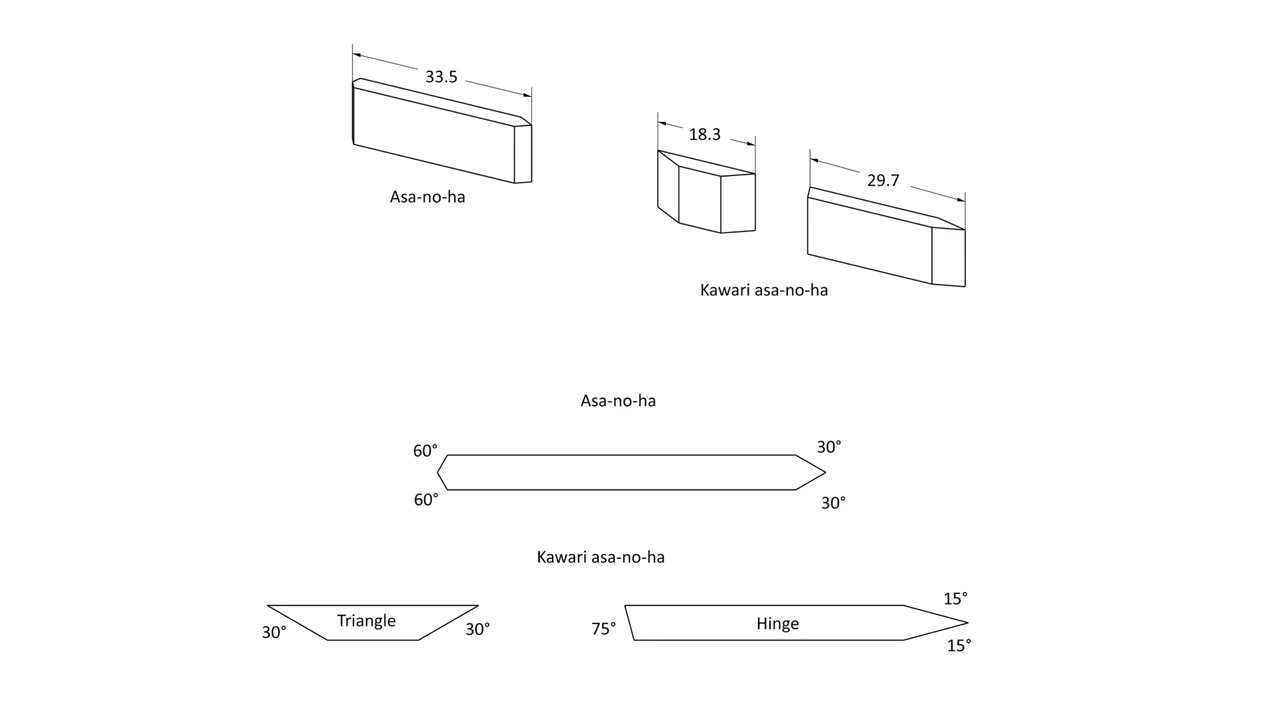 33.5
Asa-no-ha
18.3
29.7
Kawari asa-no-ha
Asa-no-ha
60°
30°
60°
30°
Kawari asa-no-ha
Triangle
30°
30°
75°
Hinge
15°
15°